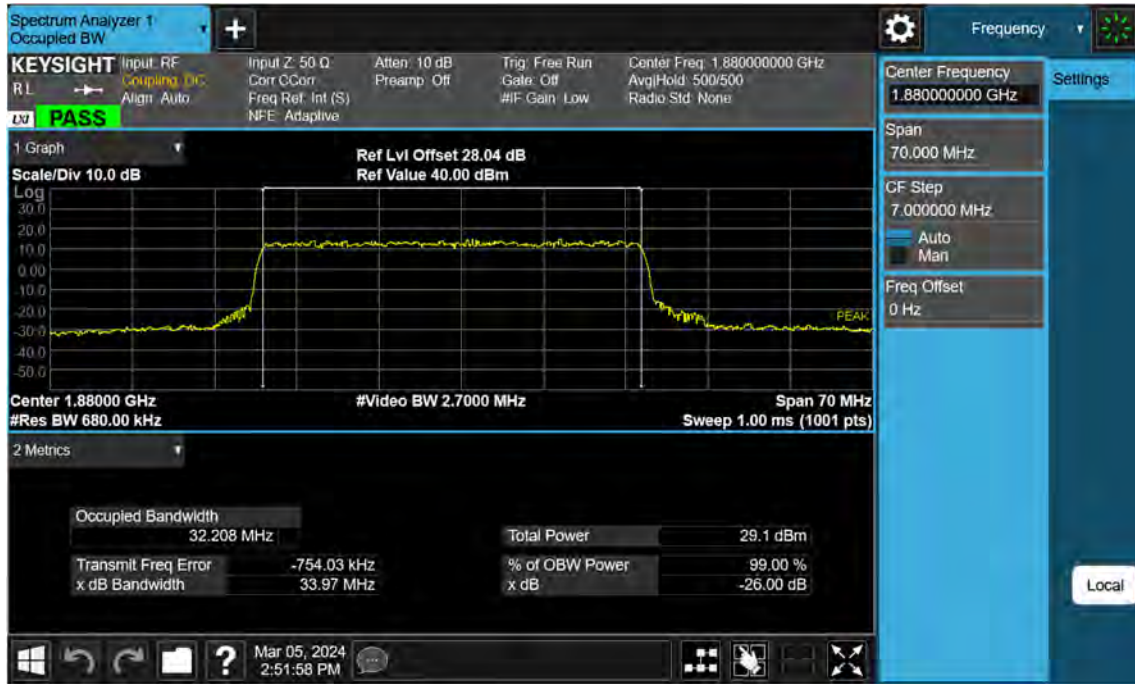 Spectrum Analyzer 1
Occupied BW
+
Frequency
KEYSIGHT
RL
LXI PASS
Input: RF
Coupling: DC
Align: Auto
Input Z: 50 Ω
Corr CCorr
Freq Ref: Int (S)
NFE: Adaptive
Atten: 10 dB
Preamp: Off
Trig: Free Run
Gate: Off
#IF Gain: Low
Center Freq: 1.880000000 GHz
Avg|Hold: 500/500
Radio Std: None
Center Frequency
1.880000000 GHz
Settings
Span
70.000 MHz
CF Step
7.000000 MHz
Auto
Man
Freq Offset
0 Hz
1 Graph
Scale/Div 10.0 dB
Ref Lvl Offset 28.04 dB
Ref Value 40.00 dBm
Log
30.0
20.0
10.0
0.00
-10.0
-20.0
-30.0
-40.0
-50.0
PEAK
Center 1.88000 GHz
#Video BW 2.7000 MHz
Span 70 MHz
#Res BW 680.00 kHz
Sweep 1.00 ms (1001 pts)
2 Metrics
Occupied Bandwidth
32.208 MHz
Total Power 29.1 dBm
Transmit Freq Error -754.03 kHz
% of OBW Power 99.00 %
x dB Bandwidth 33.97 MHz
x dB -26.00 dB
Local
?
Mar 05, 2024
2:51:58 PM